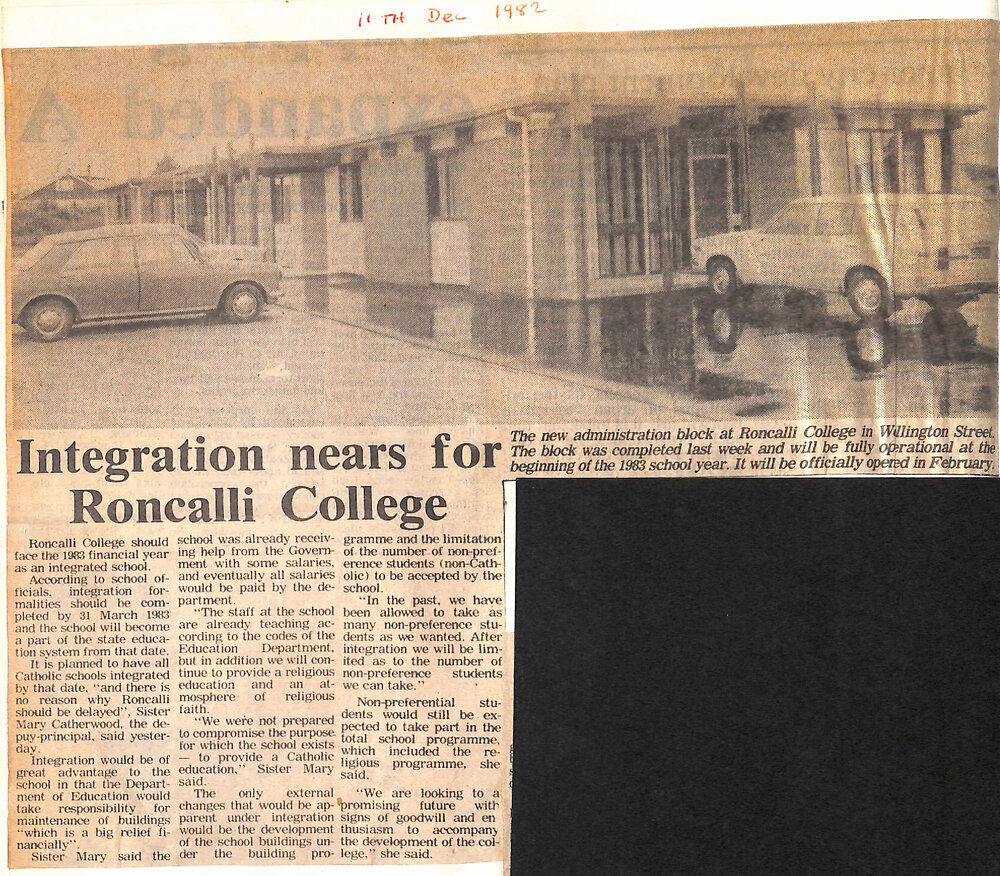 11TH Dec 1982
The new administration block at Roncalli College in Willington Street.
The block was completed last week and will be fully operational at the
beginning of the 1983 school year. It will be officially opened in February.
Integration nears for
Roncalli College
Roncalli College should
face the 1983 financial year
as an integrated school.
According to school of-
ficials, integration for-
malities should be com-
pleted by 31 March 1983
and the school will become
a part of the state educa-
tion system from that date.
It is planned to have all
Catholic schools integrated
by that date, "and there is
no reason why Roncalli
should be delayed", Sister
Mary Catherwood, the de-
puy-principal, said yester-
day.
Integration would be of
great advantage to the
school in that the Depart-
ment of Education would
take responsibility for
maintenance of buildings
"which is a big relief fi-
nancially".
Sister Mary said the
school was already receiv-
ing help from the Govern-
ment with some salaries,
and eventually all salaries
would be paid by the de-
partment.
"The staff at the school
are already teaching ac-
cording to the codes of the
Education Department,
but in addition we will con-
tinue to provide a religious
education and an at-
mosphere of religious
faith.
"We were not prepared
to compromise the purpose
for which the school exists
— to provide a Catholic
education," Sister Mary
said.
The only external
changes that would be ap-
parent under integration
would be the development
of the school buildings un-
der the building pro-
gramme and the limitation
of the number of non-pref-
erence students (non-Cath-
olic) to be accepted by the
school.
"In the past, we have
been allowed to take as
many non-preference stu-
dents as we wanted. After
integration we will be lim-
ited as to the number of
non-preference students
we can take."
Non-preferential stu-
dents would still be ex-
pected to take part in the
total school programme,
which included the re-
ligious programme, she
said.
"We are looking to a
promising future with
signs of goodwill and en
thusiasm to accompany
the development of the col-
lege," she said.